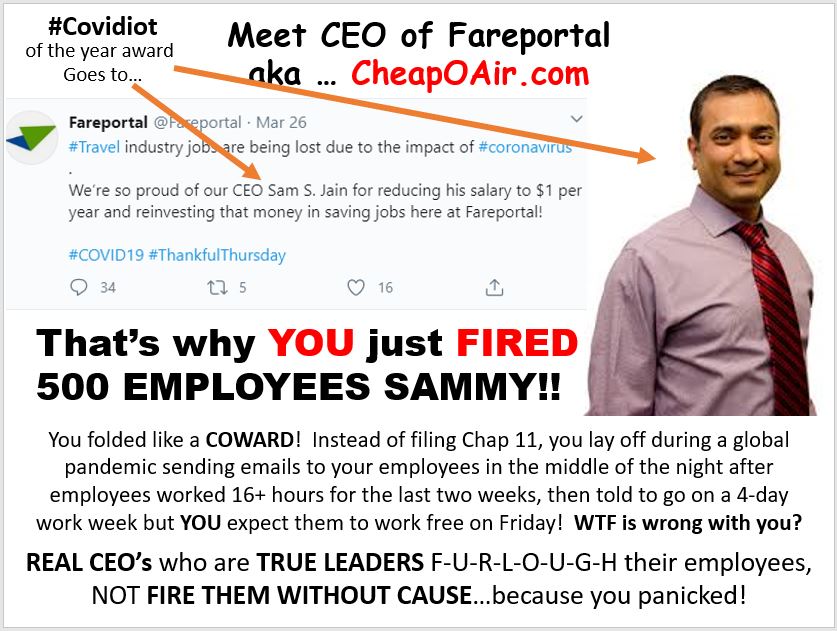 #Covidiot
of the year award
Goes to...
Meet CEO of Fareportal
aka ... CheapOAir.com
Fareportal @Fareportal · Mar 26
#Travel industry jobs are being lost due to the impact of #coronavirus
.
We're so proud of our CEO Sam S. Jain for reducing his salary to $1 per
year and reinvesting that money in saving jobs here at Fareportal!
#COVID19 #ThankfulThursday
34 5 16
That's why YOU just FIRED
500 EMPLOYEES SAMMY!!
You folded like a COWARD! Instead of filing Chap 11, you lay off during a global
pandemic sending emails to your employees in the middle of the night after
employees worked 16+ hours for the last two weeks, then told to go on a 4-day
work week but YOU expect them to work free on Friday! WTF is wrong with you?
REAL CEO's who are TRUE LEADERS F-U-R-L-O-U-G-H their employees,
NOT FIRE THEM WITHOUT CAUSE...because you panicked!